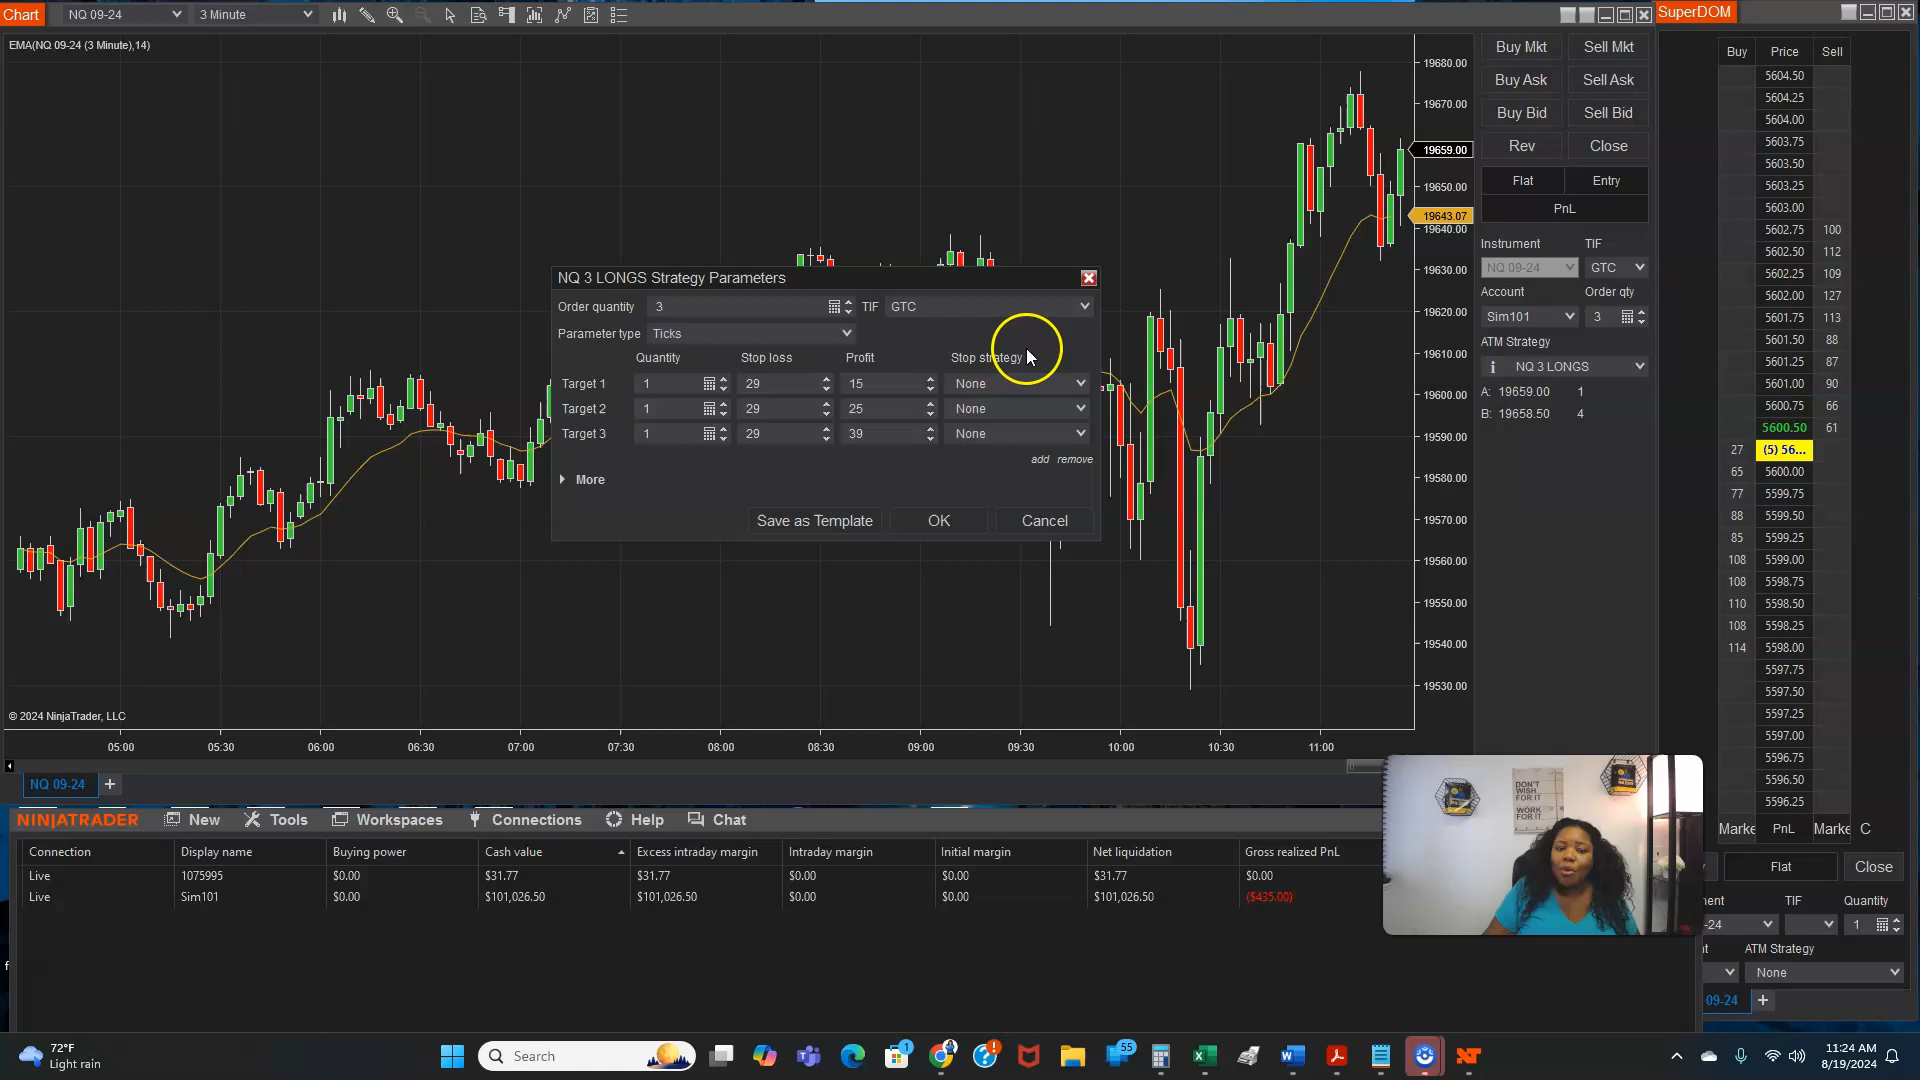 Chart NQ 09-24 3 Minute SuperDOM
EMA(NQ 09-24 (3 Minute),14)
19680.00
19670.00
19659.00
19650.00
19643.07
19640.00
19630.00
19620.00
19610.00
19600.00
19590.00
19580.00
19570.00
19560.00
19550.00
19540.00
19530.00
© 2024 NinjaTrader, LLC
05:00 05:30 06:00 06:30 07:00 07:30 08:00 08:30 09:00 09:30 10:00 10:30 11:00
NQ 09-24 +
NQ 3 LONGS Strategy Parameters
Order quantity 3 TIF GTC
Parameter type Ticks
Quantity Stop loss Profit Stop strategy
Target 1 1 29 15 None
Target 2 1 29 25 None
Target 3 1 29 39 None
add remove
More
Save as Template OK Cancel
Buy Mkt Sell Mkt
Buy Ask Sell Ask
Buy Bid Sell Bid
Rev Close
Flat Entry
PnL
Instrument TIF
NQ 09-24 GTC
Account Order qty
Sim101 3
ATM Strategy
NQ 3 LONGS
A: 19659.00 1
B: 19658.50 4
Buy Price Sell
5604.50
5604.25
5604.00
5603.75
5603.50
5603.25
5603.00
5602.75 100
5602.50 112
5602.25 109
5602.00 127
5601.75 113
5601.50 88
5601.25 87
5601.00 90
5600.75 66
5600.50 61
27 (5) 56...
65 5600.00
77 5599.75
88 5599.50
85 5599.25
108 5599.00
108 5598.75
110 5598.50
108 5598.25
114 5598.00
5597.75
5597.50
5597.25
5597.00
5596.75
5596.50
5596.25
Marke PnL Marke C
Flat Close
ent TIF Quantity
-24 1
t ATM Strategy
None
09-24 +
NINJATRADER New Tools Workspaces Connections Help Chat
Connection Display name Buying power Cash value Excess intraday margin Intraday margin Initial margin Net liquidation Gross realized PnL
Live 1075995 $0.00 $31.77 $31.77 $0.00 $0.00 $31.77 $0.00
Live Sim101 $0.00 $101,026.50 $101,026.50 $0.00 $0.00 $101,026.50 ($435.00)
DON'T
WISH
FOR IT
WORK
FOR IT
72°F
Light rain
Search
1
55
11:24 AM
8/19/2024